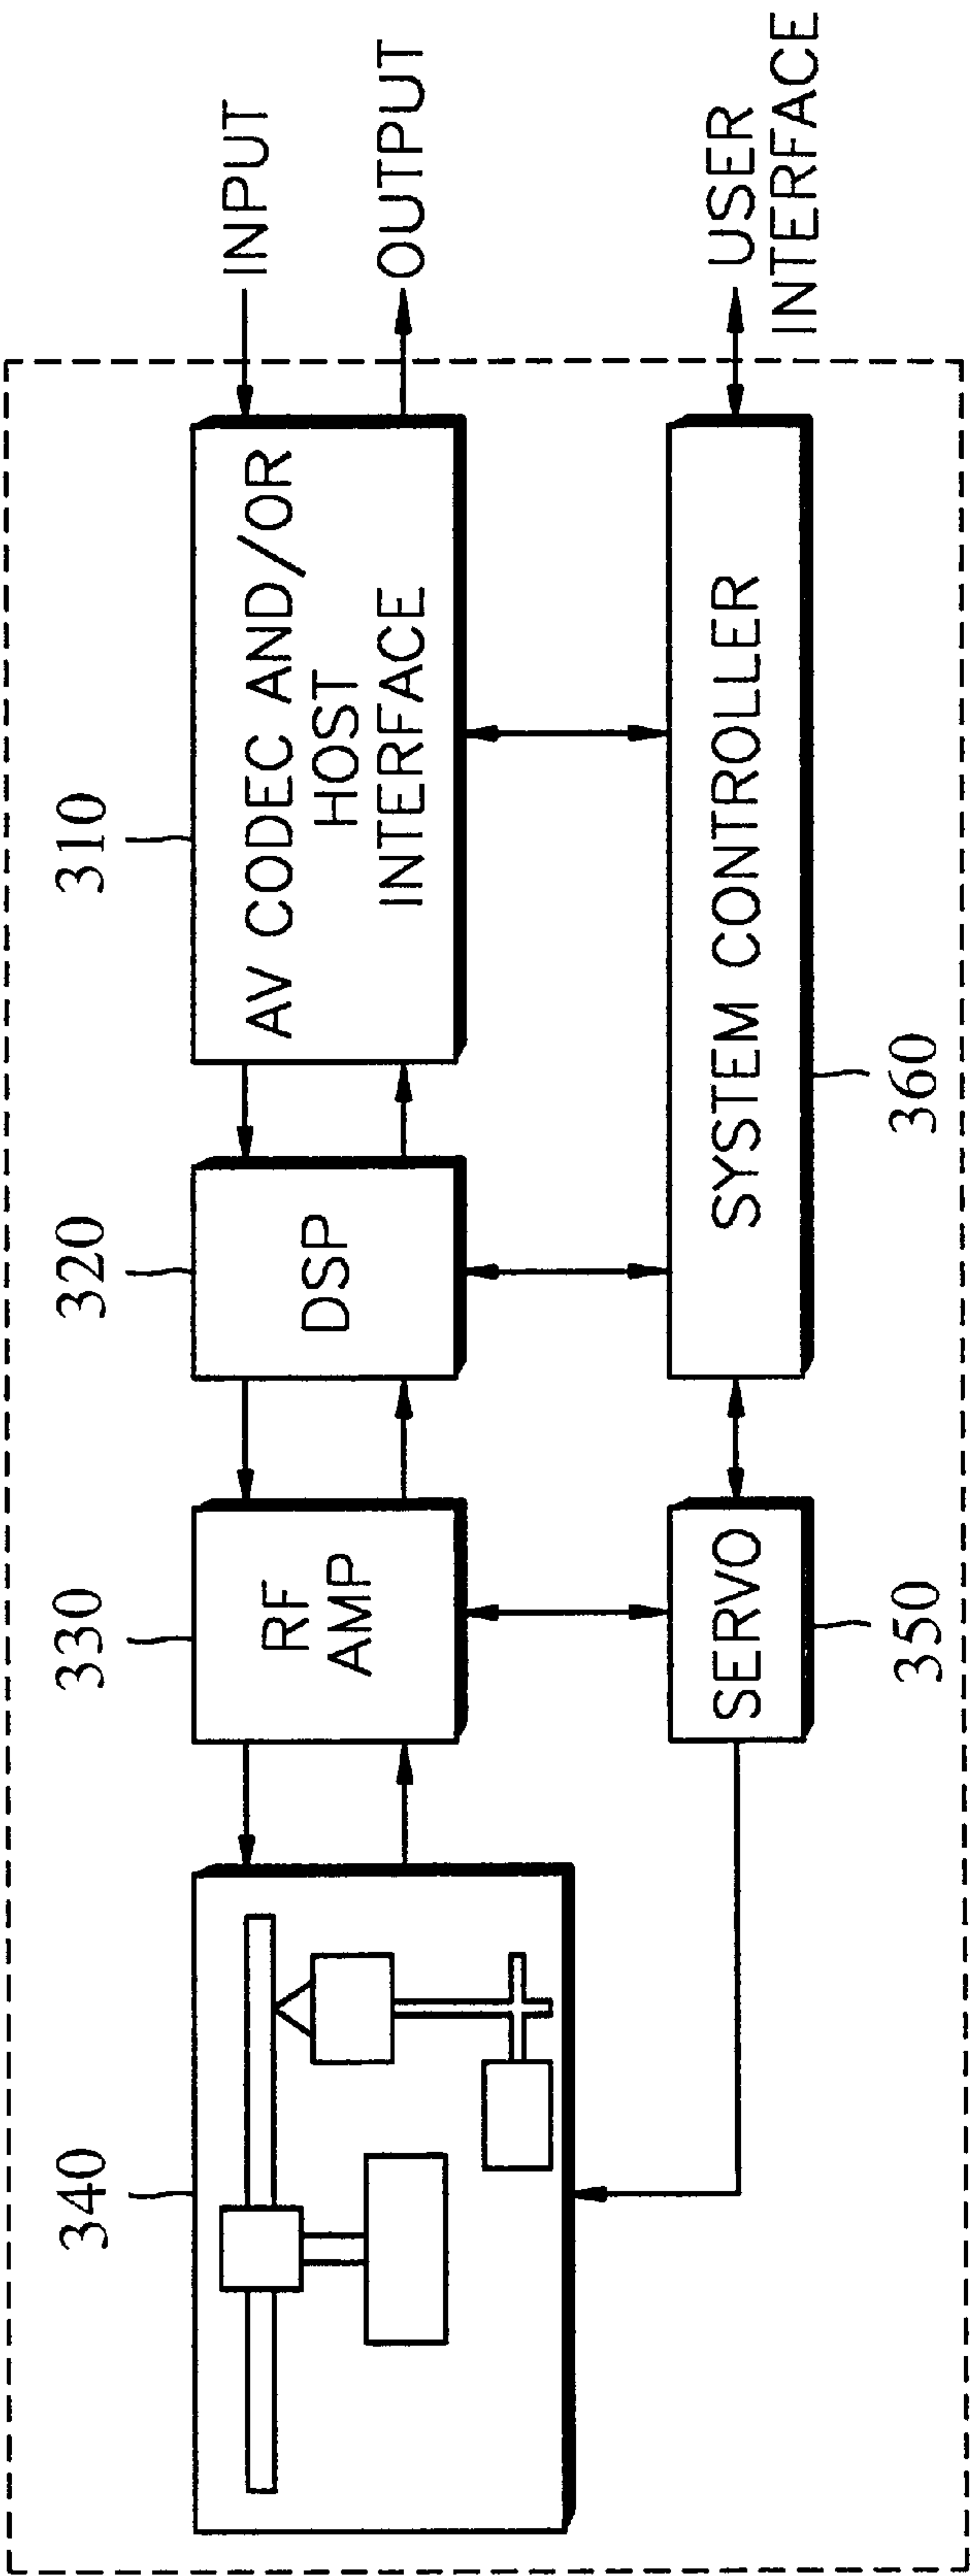 340
330
320
310
RF
AMP
DSP
AV CODEC AND/OR
HOST
INTERFACE
INPUT
OUTPUT
SERVO
SYSTEM CONTROLLER
USER
INTERFACE
350
360